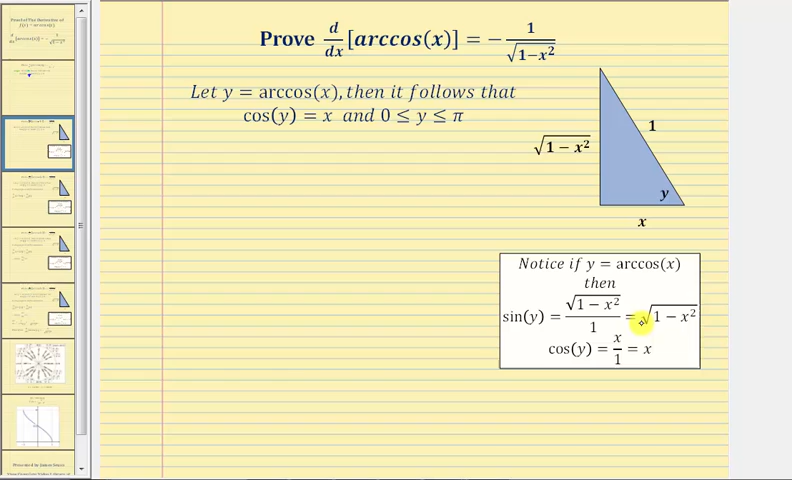 Prove d/dx [arccos(x)] = − 1/√(1−x²)
Let y = arccos(x), then it follows that
cos(y) = x and 0 ≤ y ≤ π
1
√(1 − x²)
y
x
Notice if y = arccos(x)
then
sin(y) = √(1 − x²)/1 = √(1 − x²)
cos(y) = x/1 = x